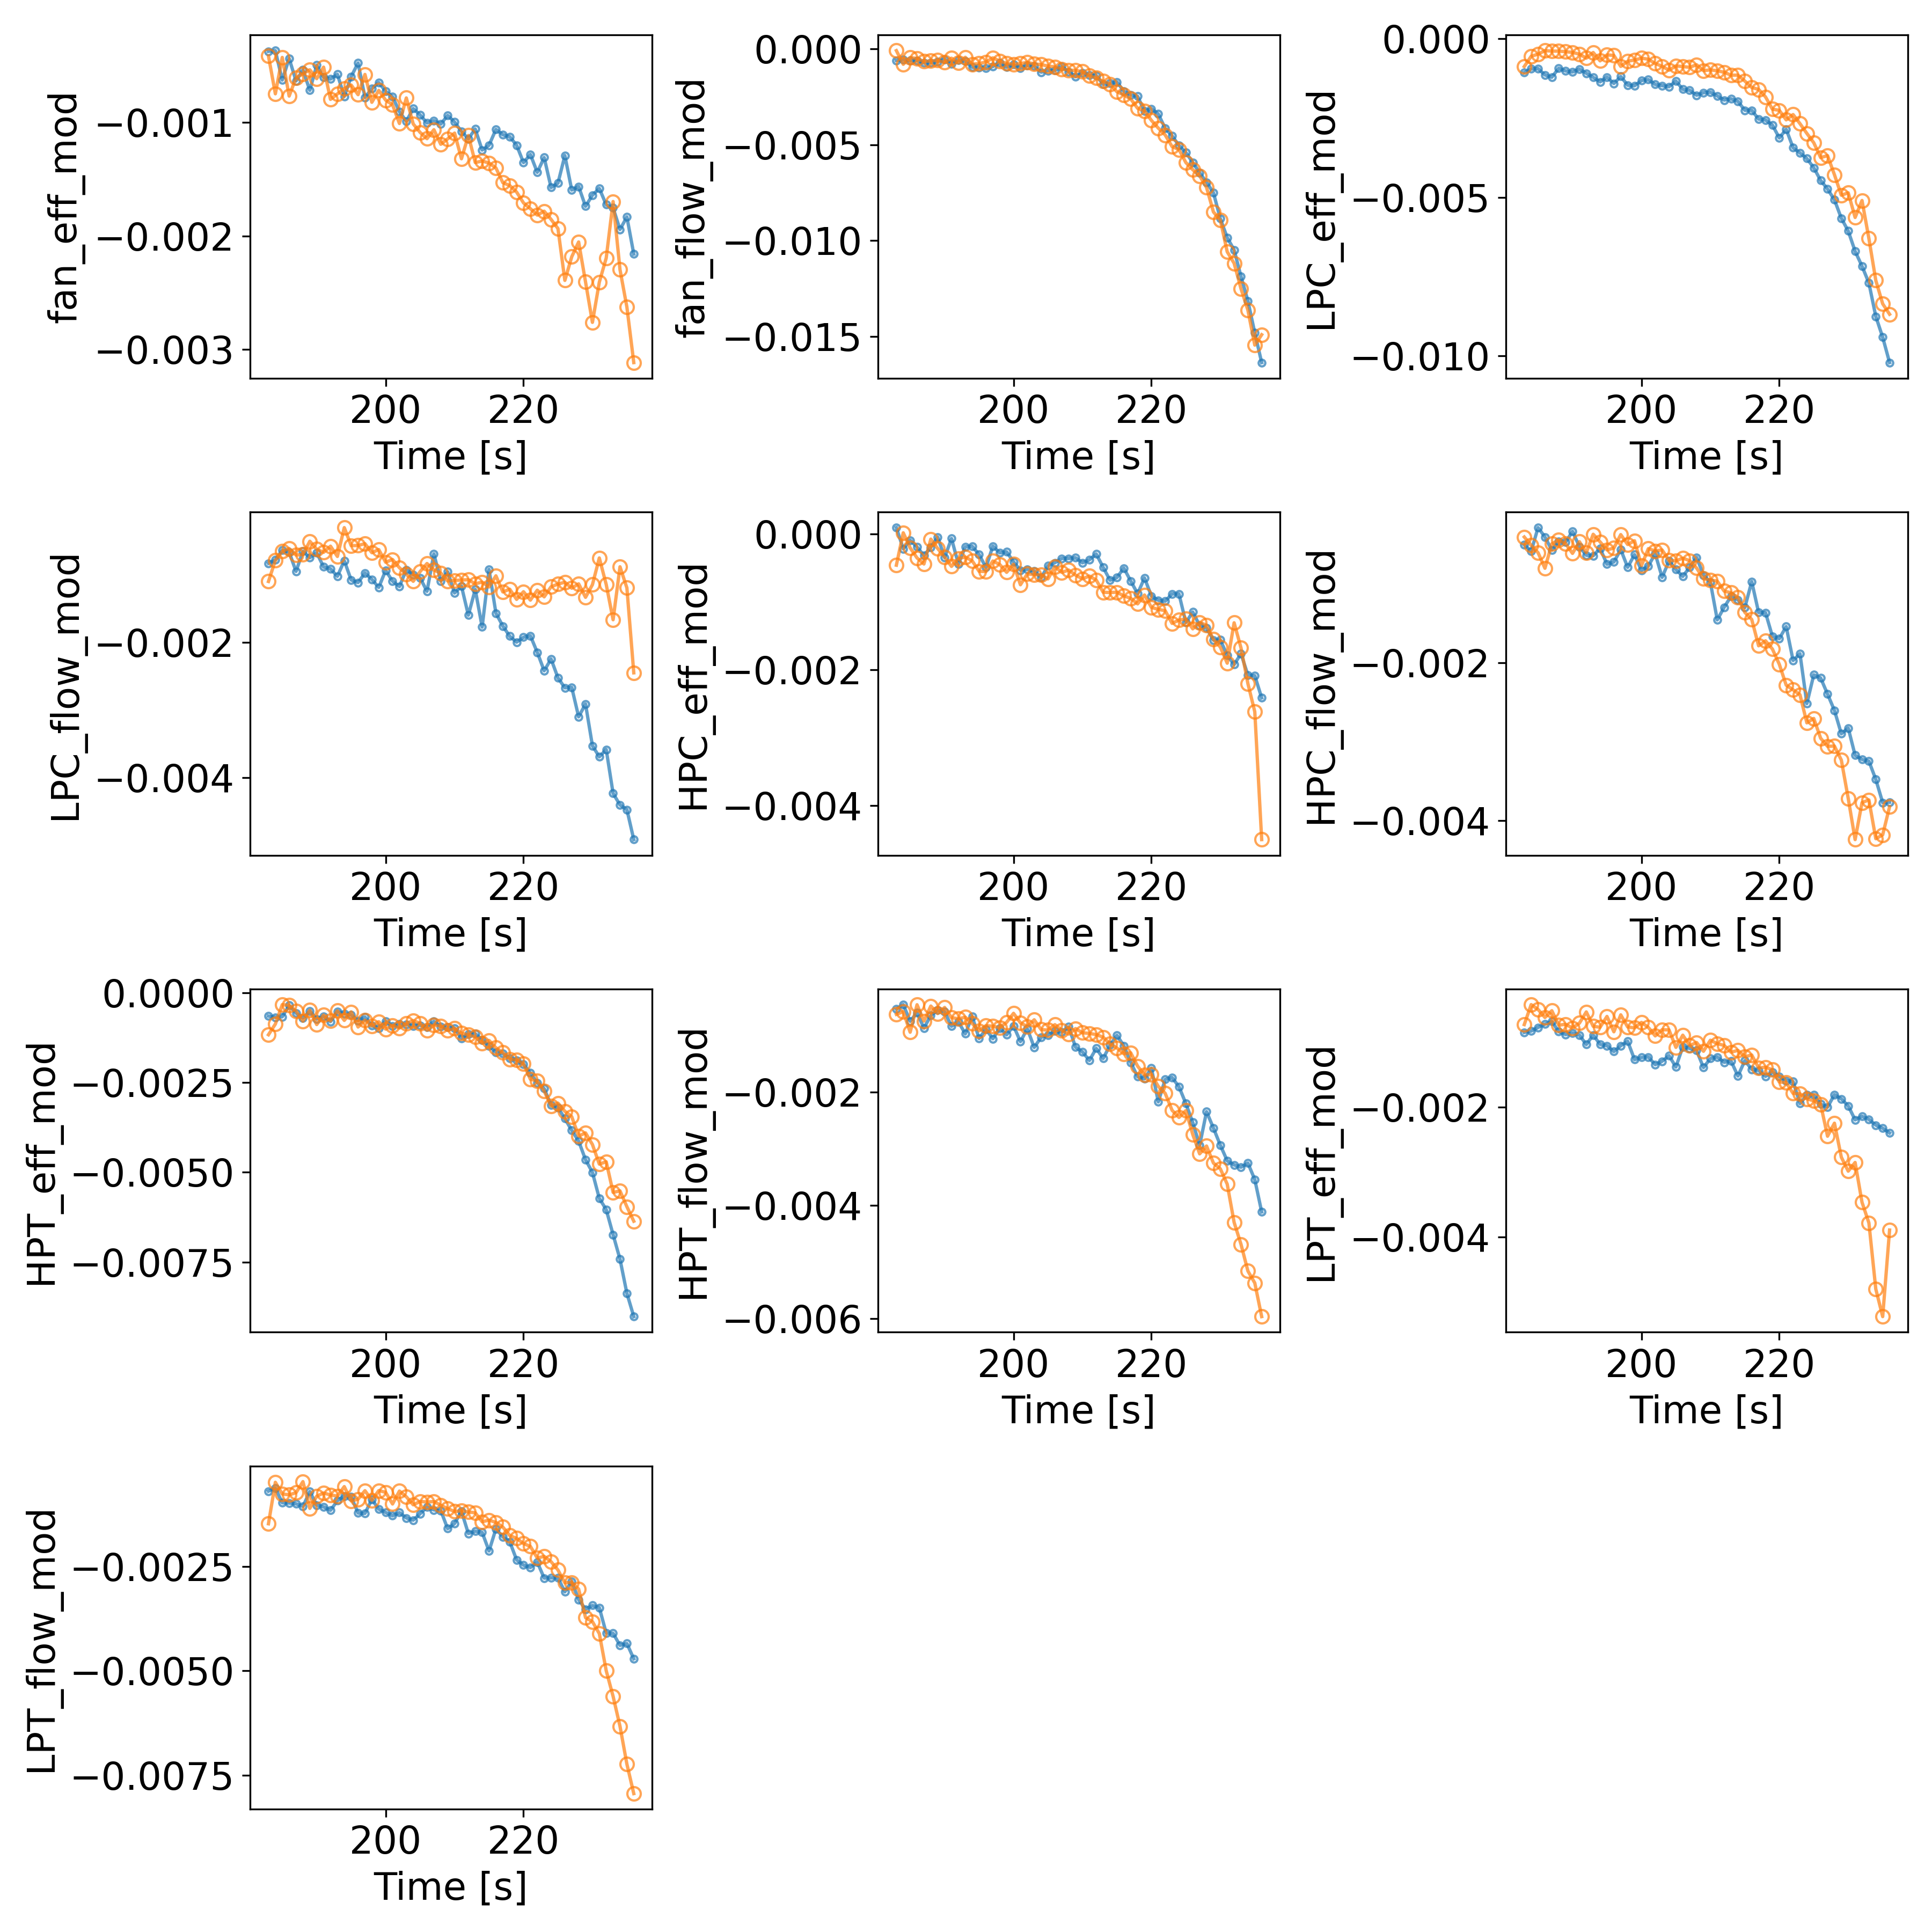 fan_eff_mod
−0.001
−0.002
−0.003
200 220
Time [s]
fan_flow_mod
0.000
−0.005
−0.010
−0.015
200 220
Time [s]
LPC_eff_mod
0.000
−0.005
−0.010
200 220
Time [s]
LPC_flow_mod
−0.002
−0.004
200 220
Time [s]
HPC_eff_mod
0.000
−0.002
−0.004
200 220
Time [s]
HPC_flow_mod
−0.002
−0.004
200 220
Time [s]
HPT_eff_mod
0.0000
−0.0025
−0.0050
−0.0075
200 220
Time [s]
HPT_flow_mod
−0.002
−0.004
−0.006
200 220
Time [s]
LPT_eff_mod
−0.002
−0.004
200 220
Time [s]
LPT_flow_mod
−0.0025
−0.0050
−0.0075
200 220
Time [s]